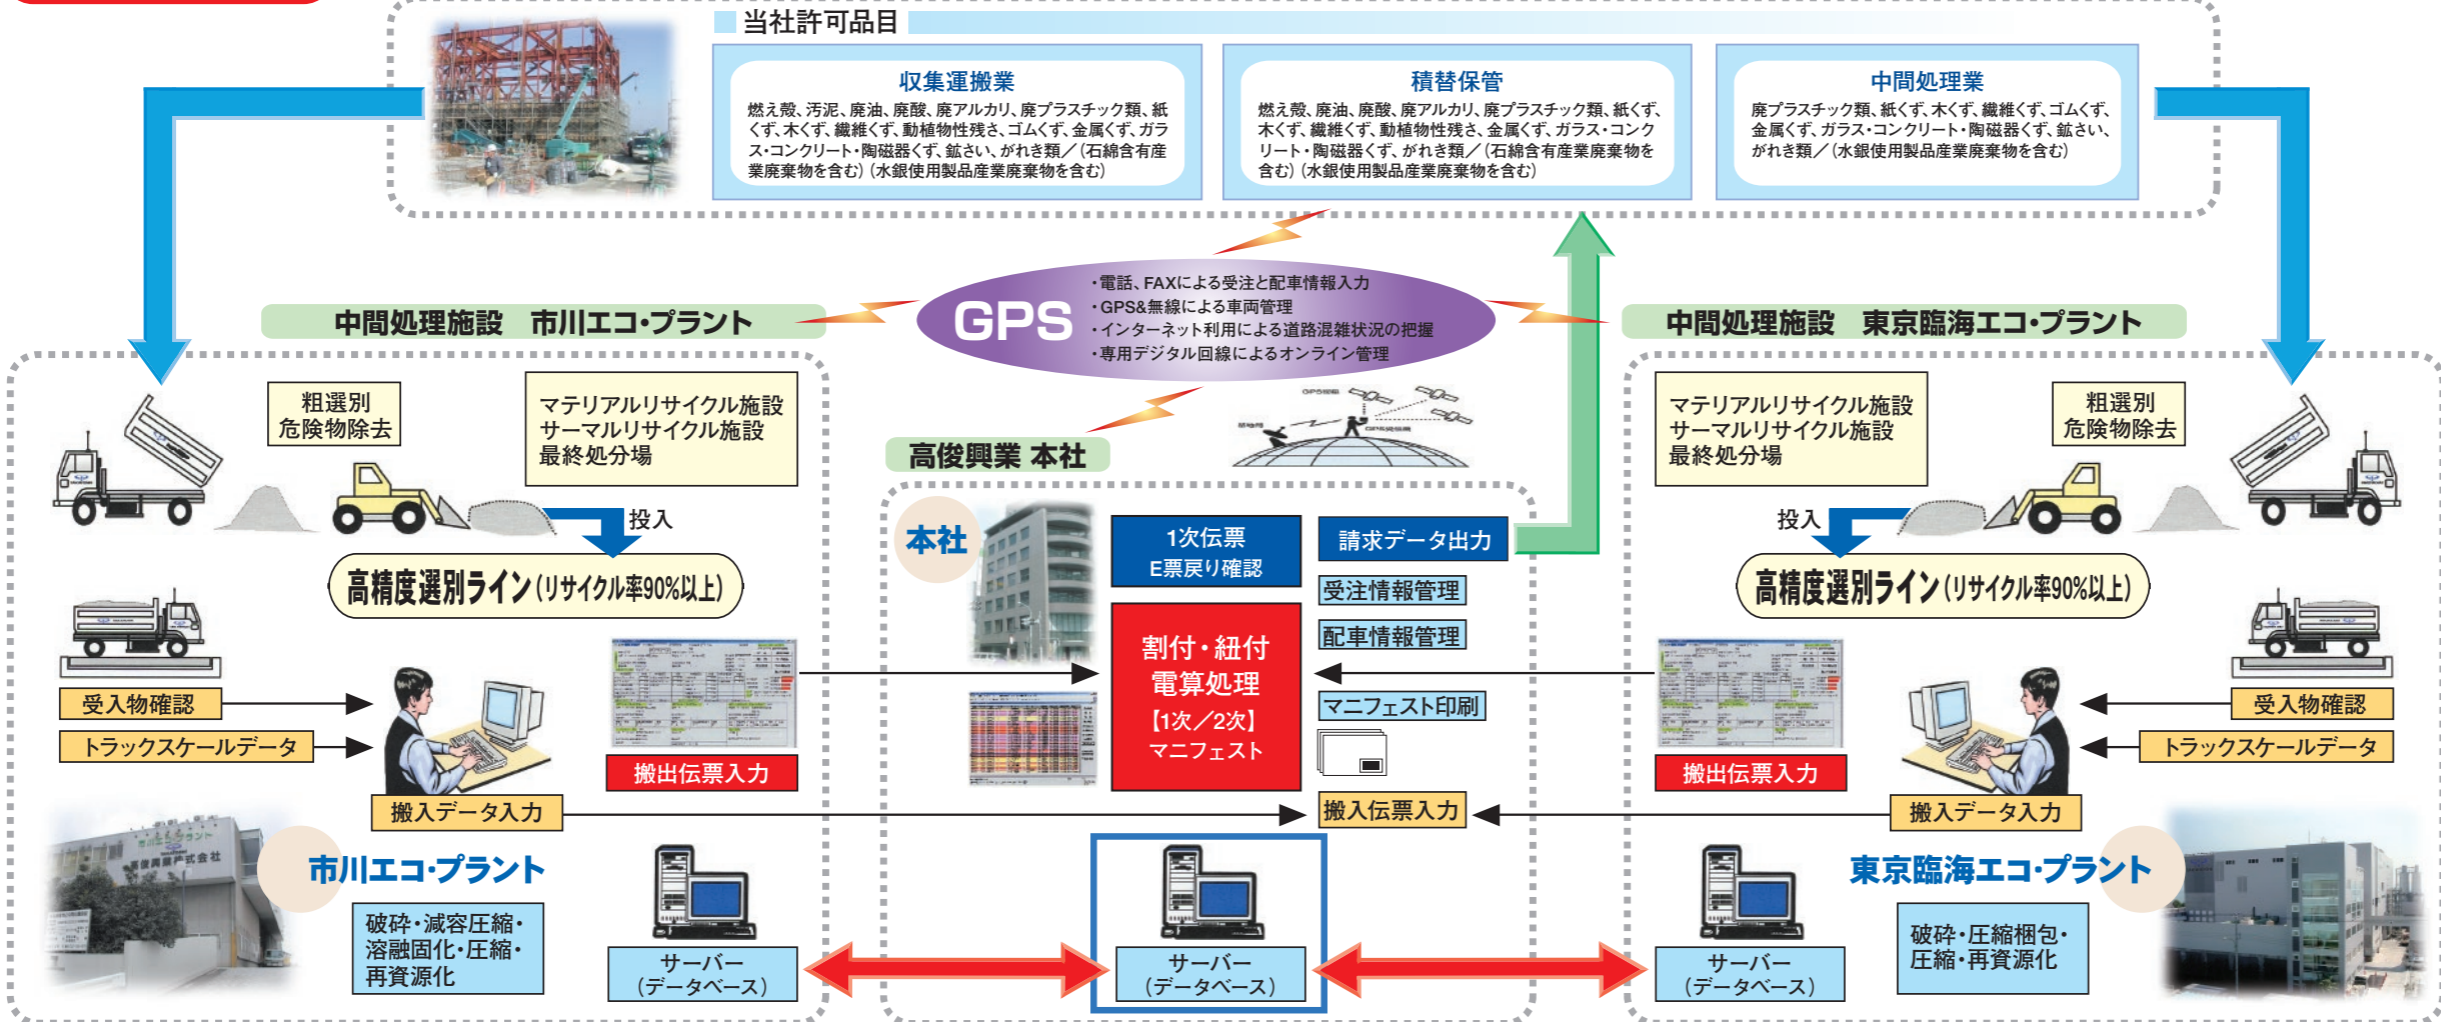 当社許可品目
収集運搬業
燃え殻、汚泥、廃油、廃酸、廃アルカリ、廃プラスチック類、紙
くず、木くず、繊維くず、動植物性残さ、ゴムくず、金属くず、ガラ
ス・コンクリート・陶磁器くず、鉱さい、がれき類／（石綿含有産
業廃棄物を含む）（水銀使用製品産業廃棄物を含む）
積替保管
燃え殻、廃油、廃酸、廃アルカリ、廃プラスチック類、紙くず、
木くず、繊維くず、動植物性残さ、金属くず、ガラス・コンク
リート・陶磁器くず、がれき類／（石綿含有産業廃棄物を
含む）（水銀使用製品産業廃棄物を含む）
中間処理業
廃プラスチック類、紙くず、木くず、繊維くず、ゴムくず、
金属くず、ガラス・コンクリート・陶磁器くず、鉱さい、
がれき類／（水銀使用製品産業廃棄物を含む）
GPS
・電話、FAXによる受注と配車情報入力
・GPS&無線による車両管理
・インターネット利用による道路混雑状況の把握
・専用デジタル回線によるオンライン管理
中間処理施設 市川エコ・プラント
粗選別
危険物除去
マテリアルリサイクル施設
サーマルリサイクル施設
最終処分場
投入
高精度選別ライン（リサイクル率90%以上）
受入物確認
トラックスケールデータ
搬出伝票入力
搬入データ入力
市川エコ・プラント
高俊興業株式会社
市川エコ・プラント
破砕・減容圧縮・
溶融固化・圧縮・
再資源化
サーバー
（データベース）
高俊興業 本社
本社
1次伝票
E票戻り確認
請求データ出力
受注情報管理
配車情報管理
割付・紐付
電算処理
【1次／2次】
マニフェスト
マニフェスト印刷
搬入伝票入力
サーバー
（データベース）
中間処理施設 東京臨海エコ・プラント
マテリアルリサイクル施設
サーマルリサイクル施設
最終処分場
粗選別
危険物除去
投入
高精度選別ライン（リサイクル率90%以上）
受入物確認
トラックスケールデータ
搬出伝票入力
搬入データ入力
東京臨海エコ・プラント
破砕・圧縮梱包・
圧縮・再資源化
サーバー
（データベース）